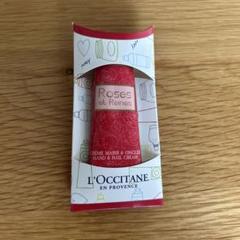 Roses
et Reines
CRÈME MAINS & ONGLES
HAND & NAIL CREAM
L'OCCITANE
EN PROVENCE